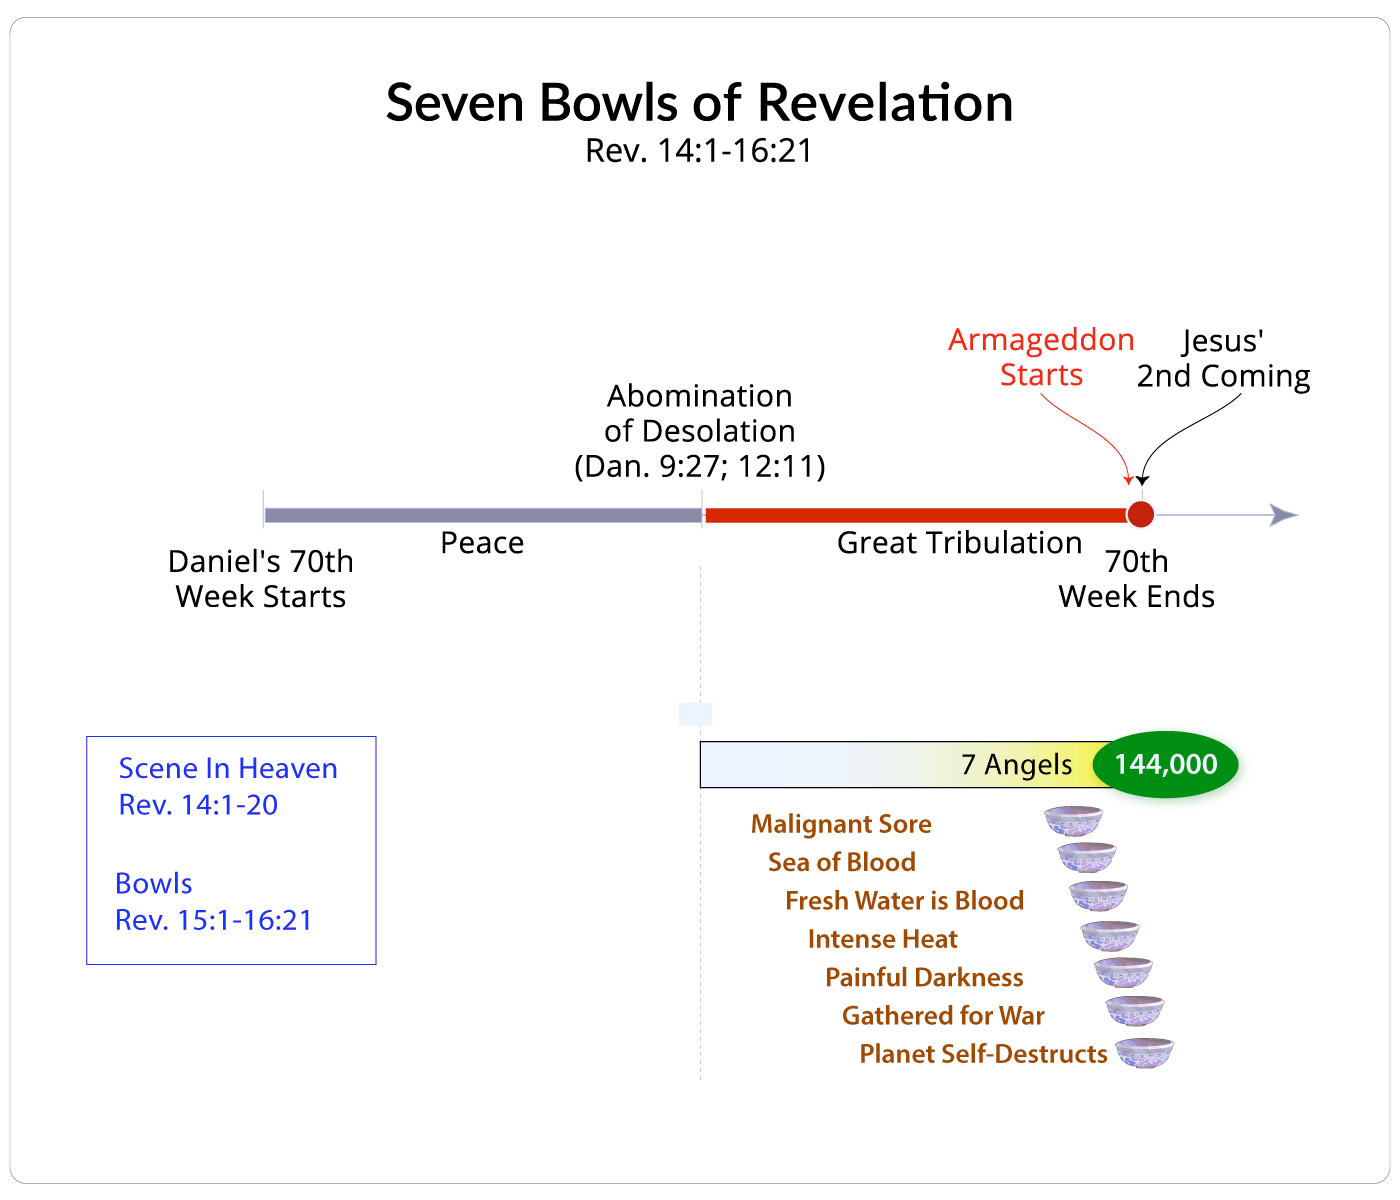 Seven Bowls of Revelation
Rev. 14:1-16:21
Armageddon
Starts
Jesus'
2nd Coming
Abomination
of Desolation
(Dan. 9:27; 12:11)
Peace
Great Tribulation
Daniel's 70th
Week Starts
70th
Week Ends
Scene In Heaven
Rev. 14:1-20
Bowls
Rev. 15:1-16:21
7 Angels
144,000
Malignant Sore
Sea of Blood
Fresh Water is Blood
Intense Heat
Painful Darkness
Gathered for War
Planet Self-Destructs